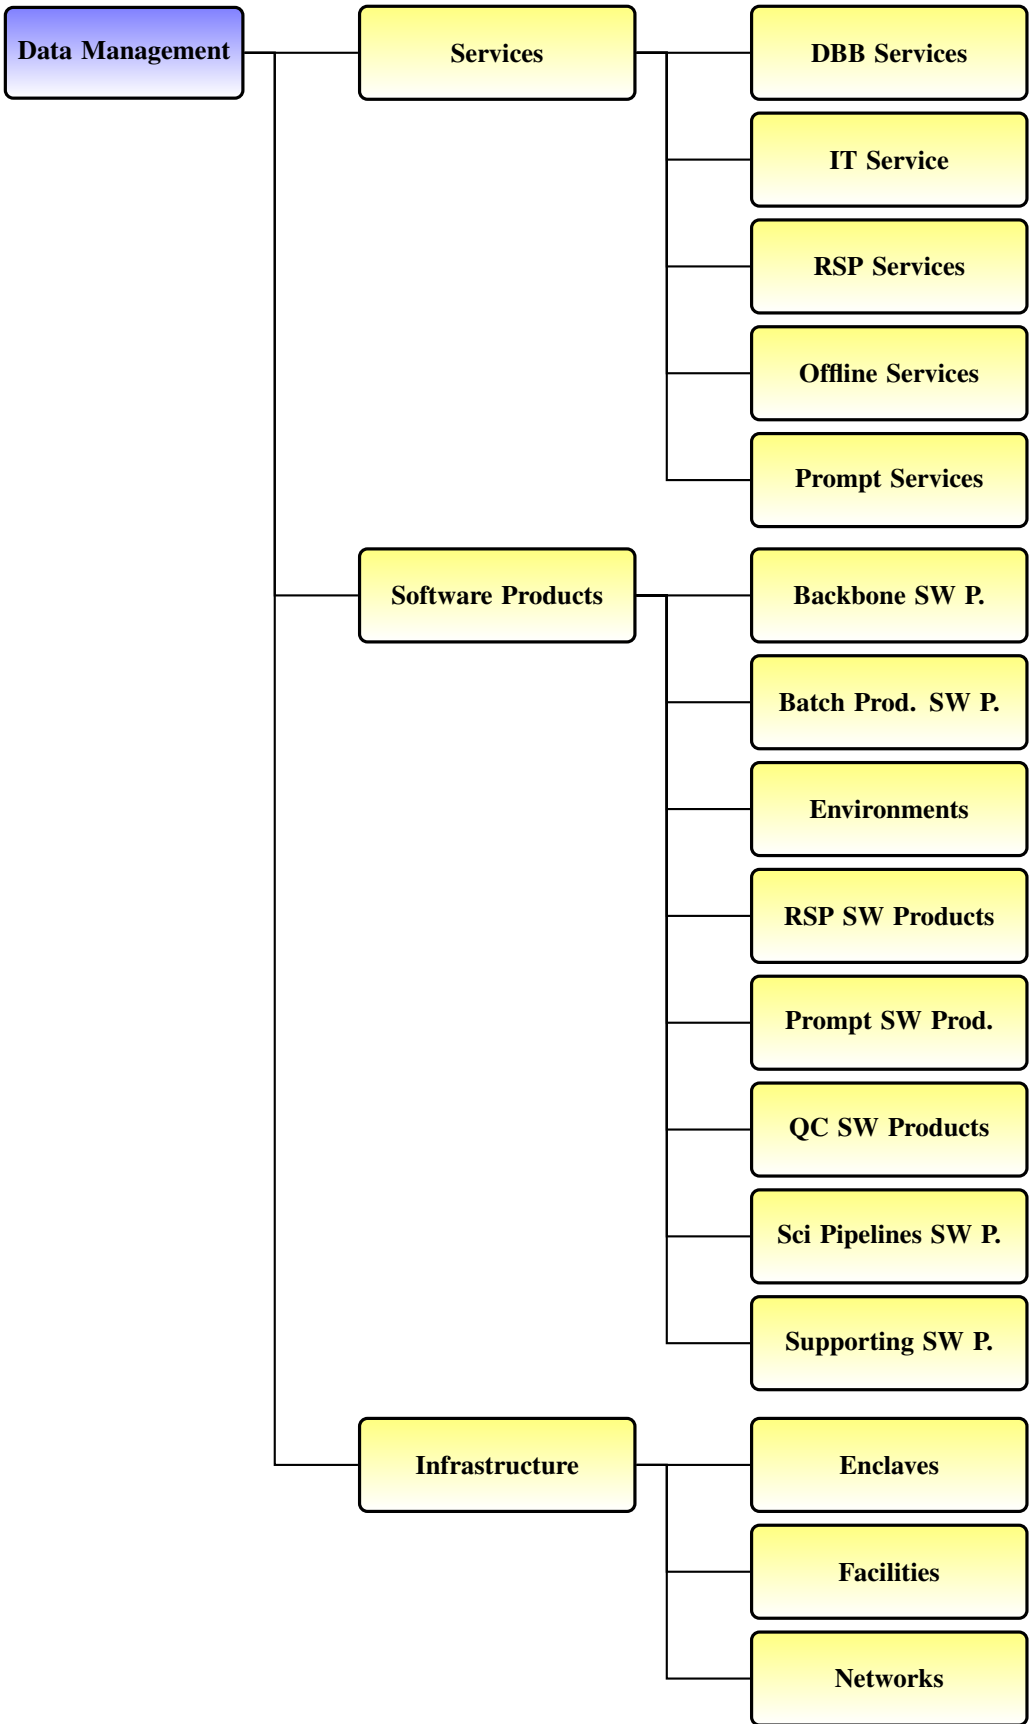 Data Management
Services
DBB Services
IT Service
RSP Services
Offline Services
Prompt Services
Software Products
Backbone SW P.
Batch Prod. SW P.
Environments
RSP SW Products
Prompt SW Prod.
QC SW Products
Sci Pipelines SW P.
Supporting SW P.
Infrastructure
Enclaves
Facilities
Networks